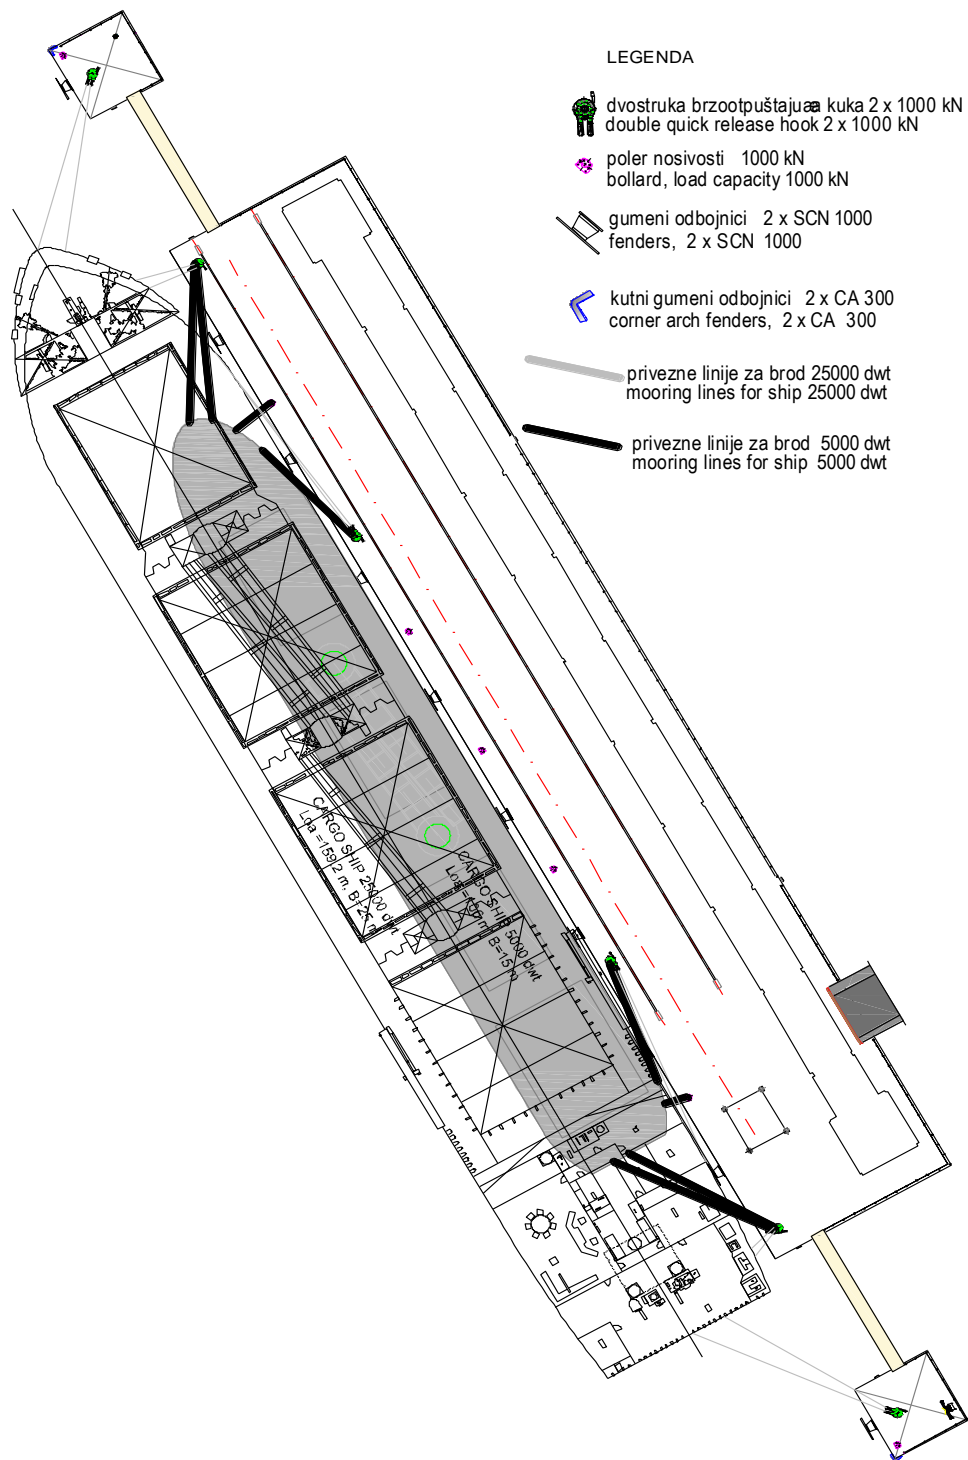 LEGENDA
dvostruka brzootpuštajuæa kuka 2 x 1000 kN
double quick release hook 2 x 1000 kN
poler nosivosti 1000 kN
bollard, load capacity 1000 kN
gumeni odbojnici 2 x SCN 1000
fenders, 2 x SCN 1000
kutni gumeni odbojnici 2 x CA 300
corner arch fenders, 2 x CA 300
privezne linije za brod 25000 dwt
mooring lines for ship 25000 dwt
privezne linije za brod 5000 dwt
mooring lines for ship 5000 dwt
CARGO SHIP 25000 dwt
Loa =159,2 m, B=25 m
CARGO SHIP 5000 dwt
B=15m